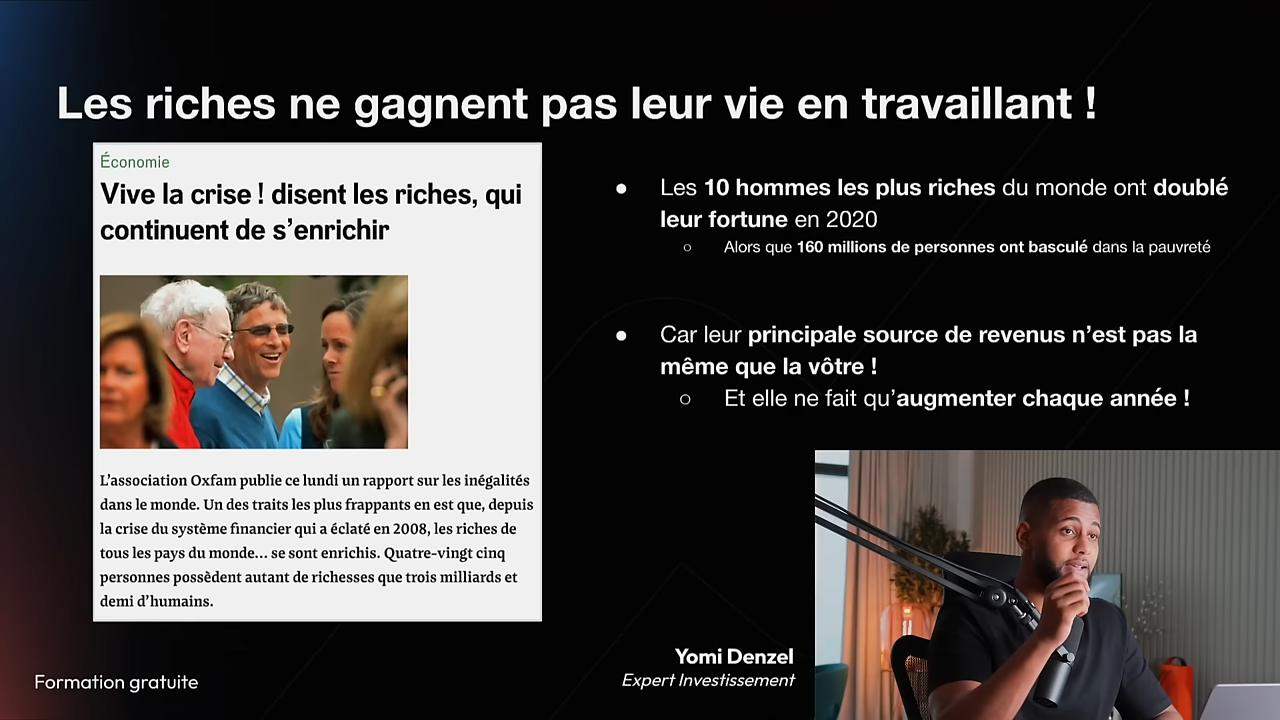 Les riches ne gagnent pas leur vie en travaillant !
Économie
Vive la crise ! disent les riches, qui
continuent de s’enrichir
L’association Oxfam publie ce lundi un rapport sur les inégalités
dans le monde. Un des traits les plus frappants en est que, depuis
la crise du système financier qui a éclaté en 2008, les riches de
tous les pays du monde… se sont enrichis. Quatre-vingt cinq
personnes possèdent autant de richesses que trois milliards et
demi d’humains.
● Les 10 hommes les plus riches du monde ont doublé
leur fortune en 2020
○ Alors que 160 millions de personnes ont basculé dans la pauvreté
● Car leur principale source de revenus n’est pas la
même que la vôtre !
○ Et elle ne fait qu’augmenter chaque année !
Yomi Denzel
Expert Investissement
Formation gratuite